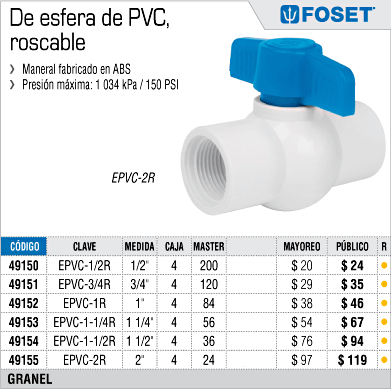 De esfera de PVC,
roscable
FOSET®
Maneral fabricado en ABS
Presión máxima: 1 034 kPa / 150 PSI
EPVC-2R
CÓDIGO CLAVE MEDIDA CAJA MASTER MAYOREO PÚBLICO R
49150 EPVC-1/2R 1/2" 4 200 $ 20 $ 24
49151 EPVC-3/4R 3/4" 4 120 $ 29 $ 35
49152 EPVC-1R 1" 4 84 $ 38 $ 46
49153 EPVC-1-1/4R 1 1/4" 4 56 $ 54 $ 67
49154 EPVC-1-1/2R 1 1/2" 4 36 $ 76 $ 94
49155 EPVC-2R 2" 4 24 $ 97 $ 119
GRANEL